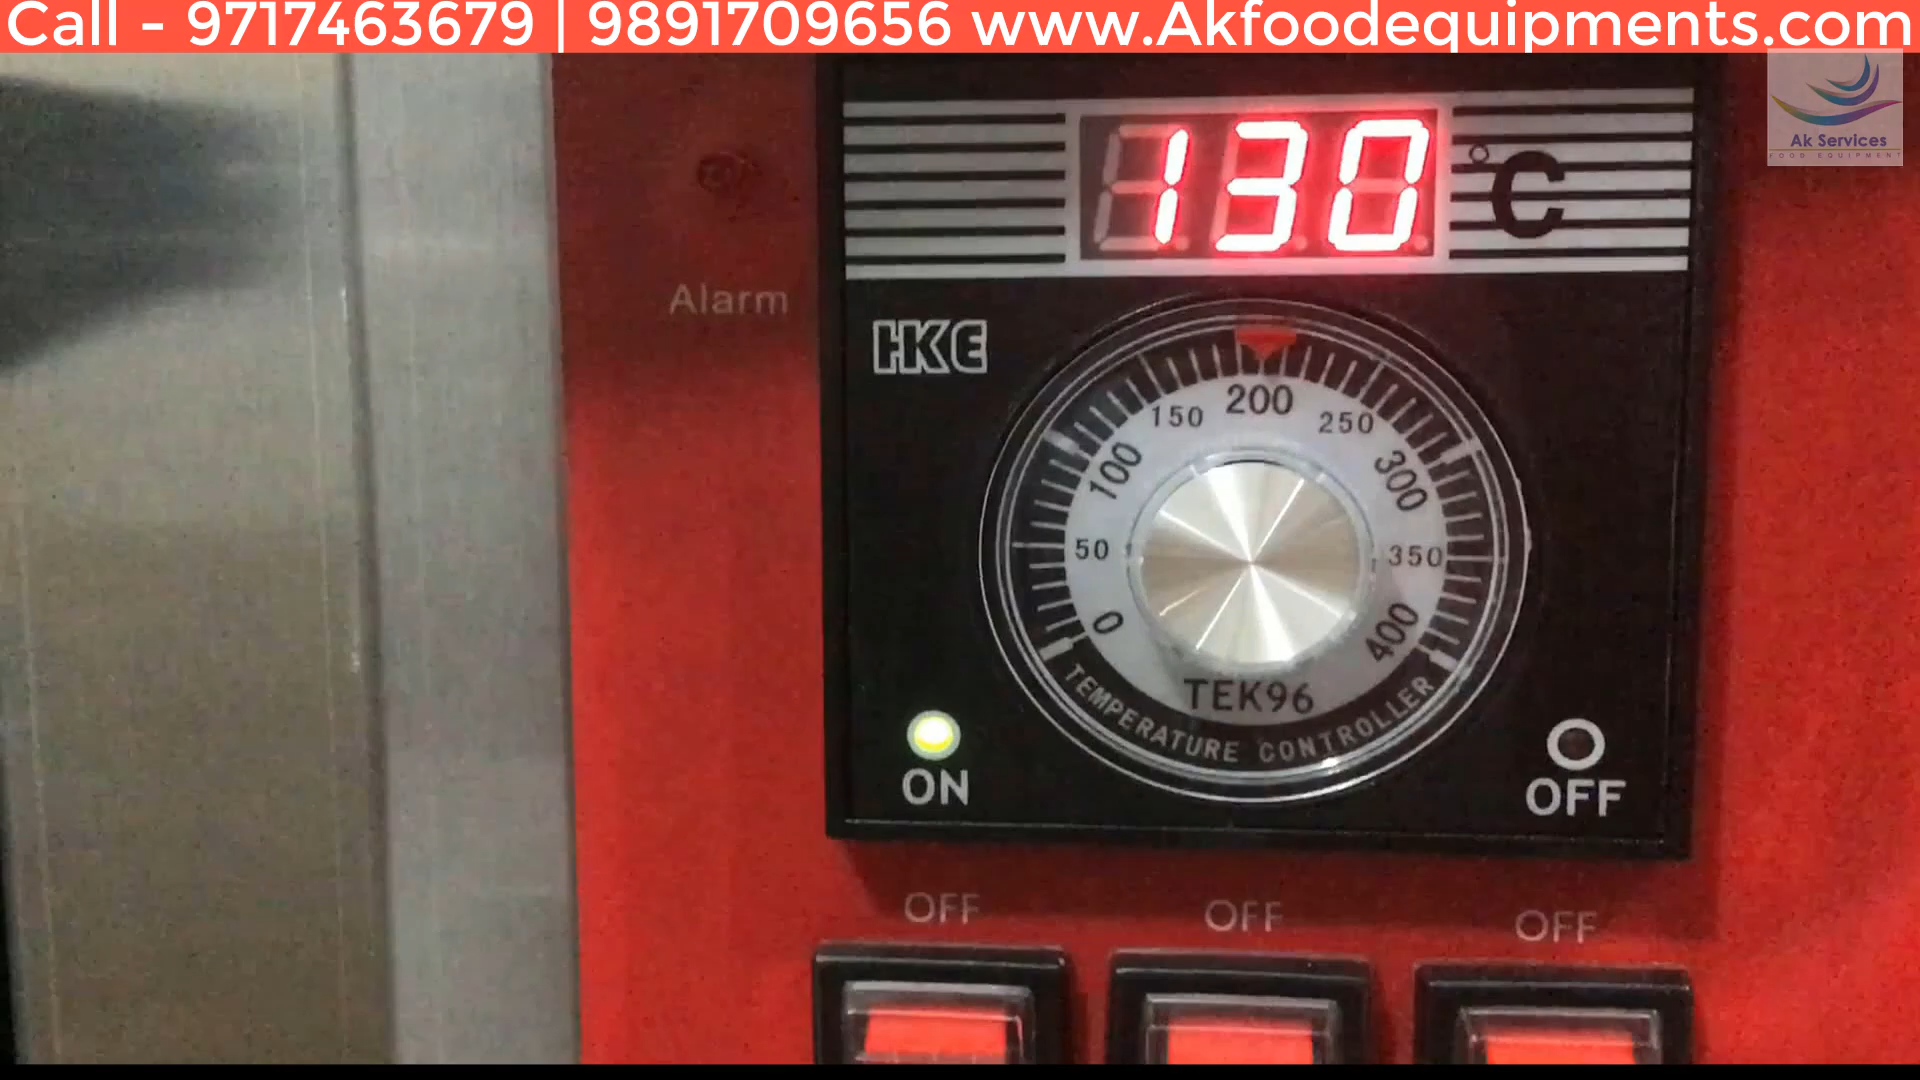 Call - 9717463679 | 9891709656 www.Akfoodequipments.com
Ak Services
FOOD EQUIPMENT
130 °C
Alarm
HKE
200
150
250
100
300
50
350
0
400
TEK96
TEMPERATURE CONTROLLER
ON
OFF
OFF
OFF
OFF